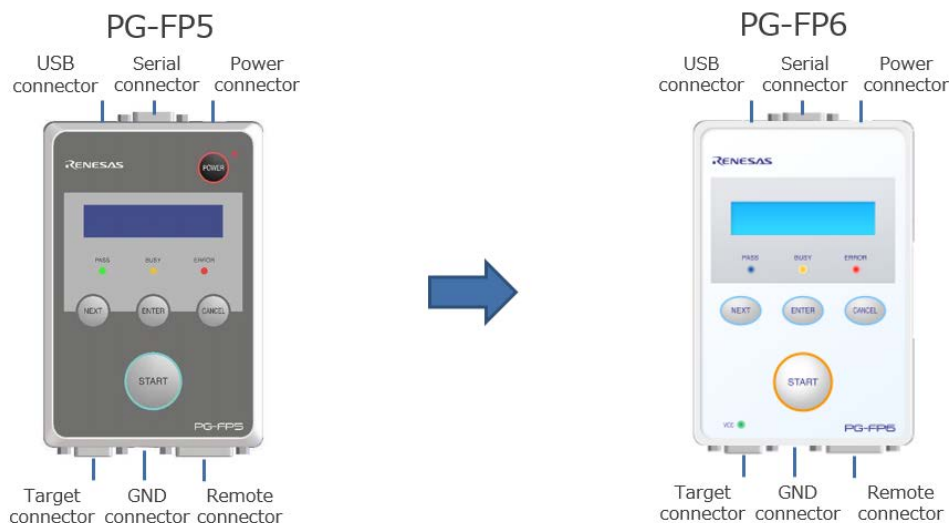 PG-FP5
USB connector
Serial connector
Power connector
RENESAS
POWER
PASS BUSY ERROR
NEXT ENTER CANCEL
START
PG-FP5
Target connector
GND connector
Remote connector
PG-FP6
USB connector
Serial connector
Power connector
RENESAS
PASS BUSY ERROR
NEXT ENTER CANCEL
START
VCC PG-FP6
Target connector
GND connector
Remote connector